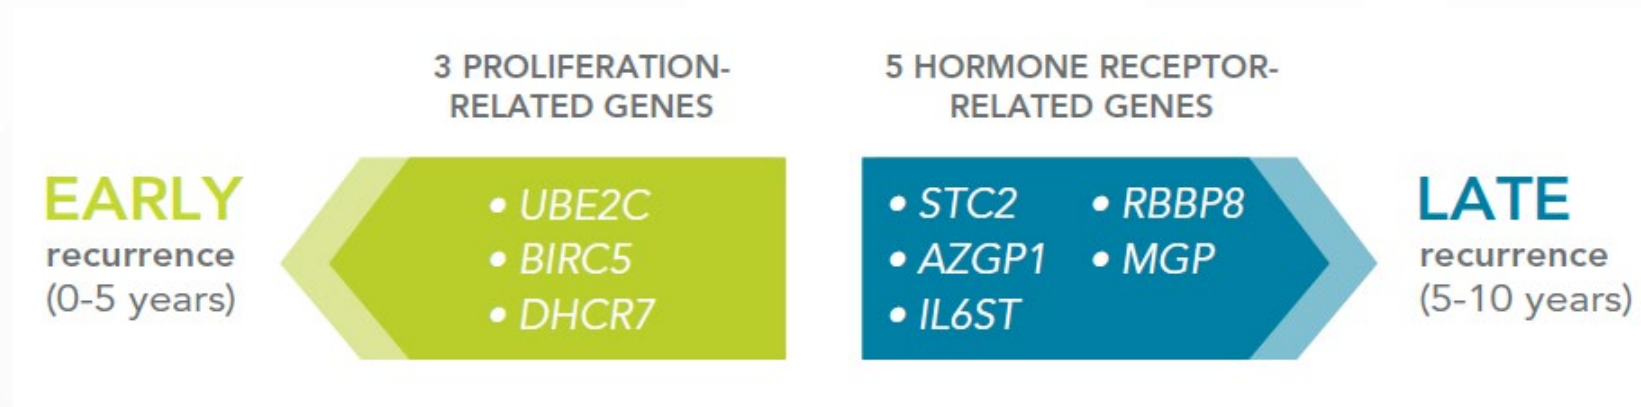 3 PROLIFERATION-
RELATED GENES
5 HORMONE RECEPTOR-
RELATED GENES
EARLY
recurrence
(0-5 years)
• UBE2C
• BIRC5
• DHCR7
• STC2
• AZGP1
• IL6ST
• RBBP8
• MGP
LATE
recurrence
(5-10 years)